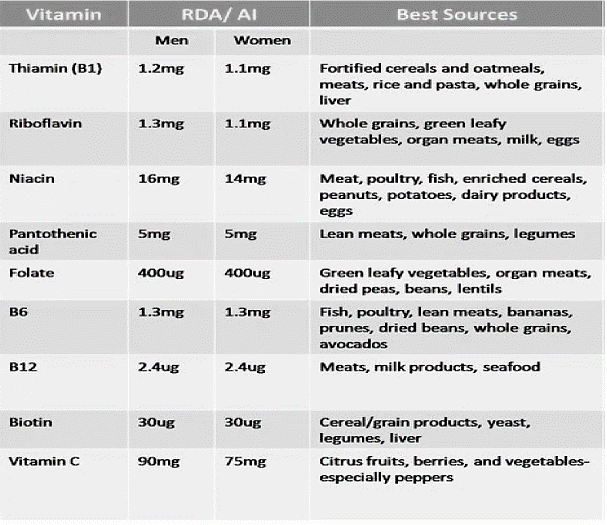 Vitamin RDA/ AI Best Sources
Men Women
Thiamin (B1) 1.2mg 1.1mg Fortified cereals and oatmeals,
meats, rice and pasta, whole grains,
liver
Riboflavin 1.3mg 1.1mg Whole grains, green leafy
vegetables, organ meats, milk, eggs
Niacin 16mg 14mg Meat, poultry, fish, enriched cereals,
peanuts, potatoes, dairy products,
eggs
Pantothenic 5mg 5mg Lean meats, whole grains, legumes
acid
Folate 400ug 400ug Green leafy vegetables, organ meats,
dried peas, beans, lentils
B6 1.3mg 1.3mg Fish, poultry, lean meats, bananas,
prunes, dried beans, whole grains,
avocados
B12 2.4ug 2.4ug Meats, milk products, seafood
Biotin 30ug 30ug Cereal/grain products, yeast,
legumes, liver
Vitamin C 90mg 75mg Citrus fruits, berries, and vegetables-
especially peppers